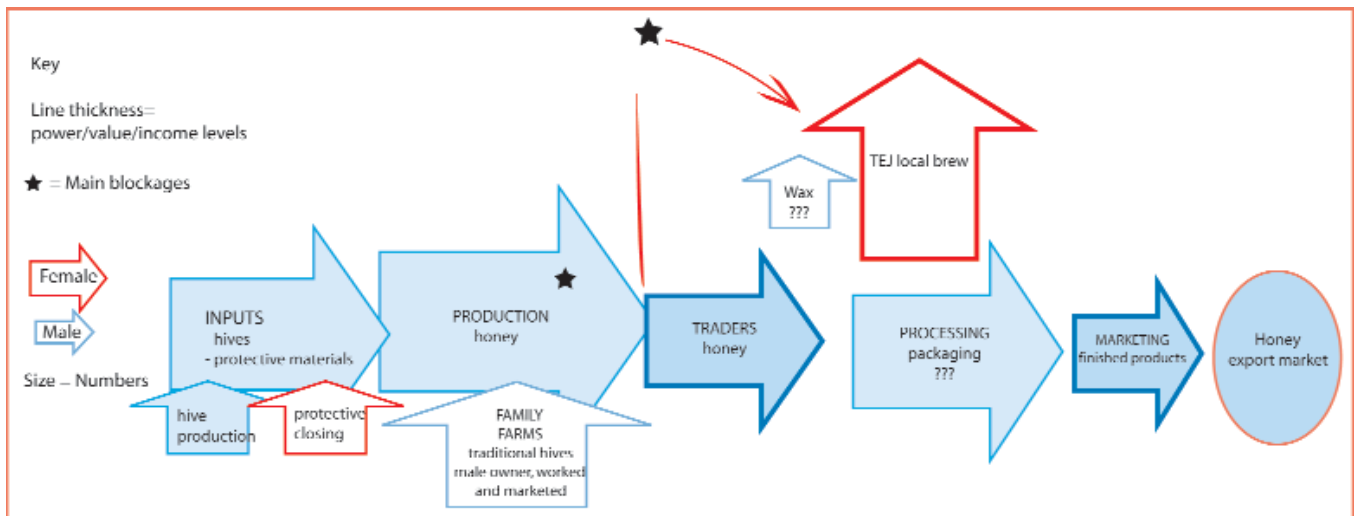 Key
Line thickness=
power/value/income levels
★ = Main blockages
Female
Male
Size – Numbers
INPUTS
hives
- protective materials
hive
production
protective
closing
PRODUCTION
honey
FAMILY
FARMS
traditional hives
male owner, worked
and marketed
TRADERS
honey
Wax
???
TEJ local brew
PROCESSING
packaging
???
MARKETING
finished products
Honey
export market